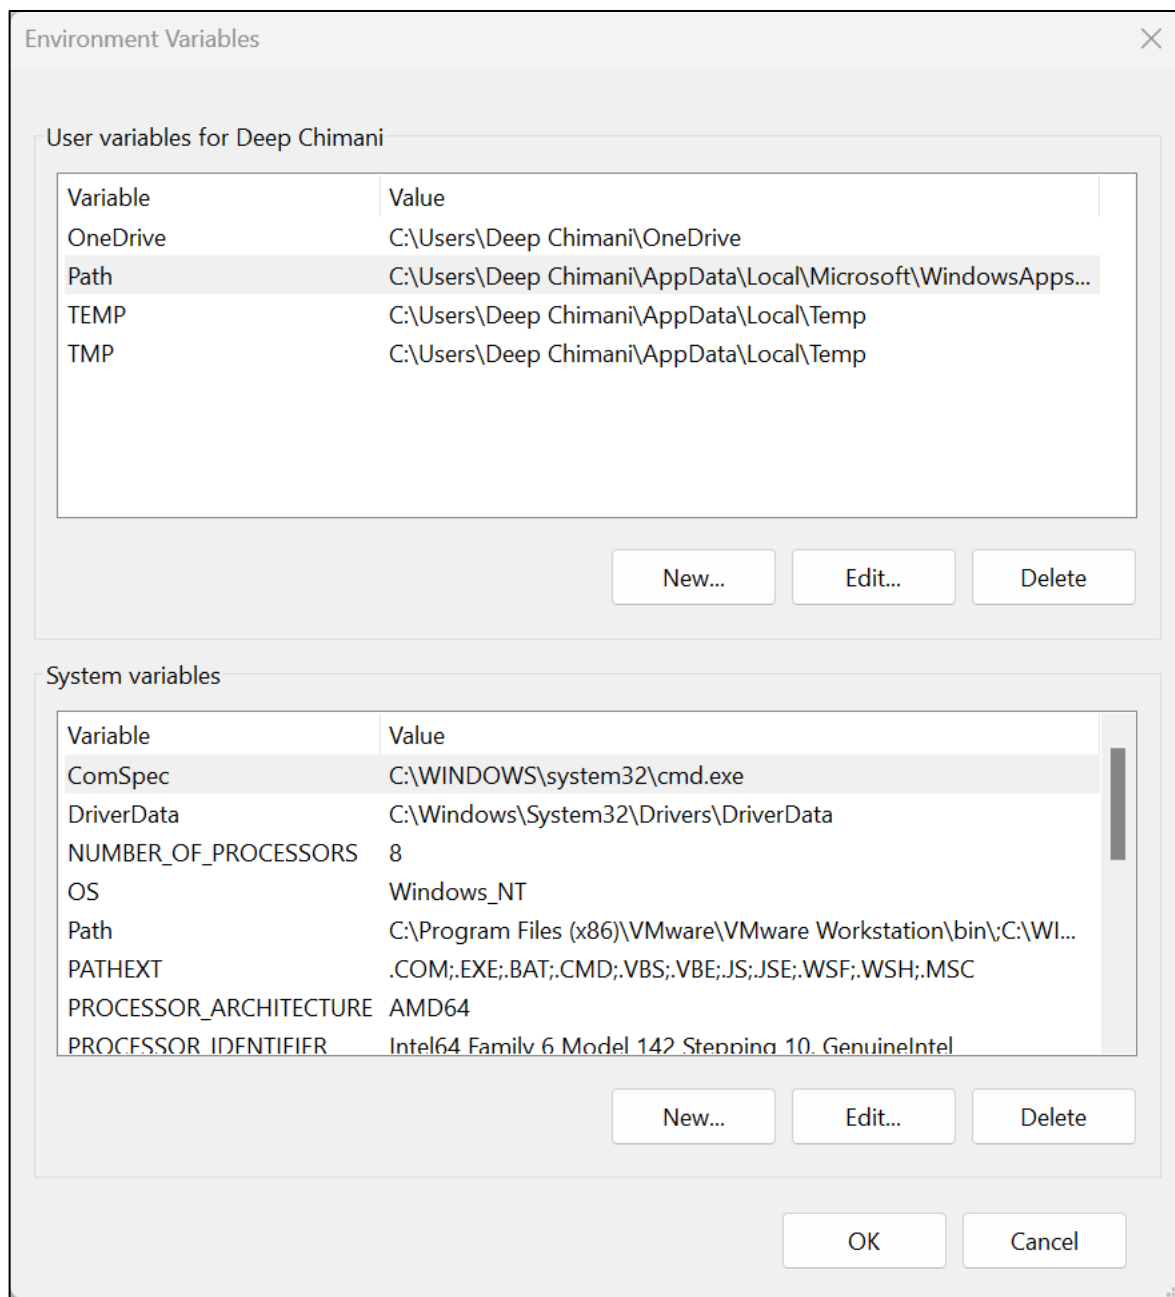 Environment Variables
User variables for Deep Chimani
Variable Value
OneDrive C:\Users\Deep Chimani\OneDrive
Path C:\Users\Deep Chimani\AppData\Local\Microsoft\WindowsApps...
TEMP C:\Users\Deep Chimani\AppData\Local\Temp
TMP C:\Users\Deep Chimani\AppData\Local\Temp
New... Edit... Delete
System variables
Variable Value
ComSpec C:\WINDOWS\system32\cmd.exe
DriverData C:\Windows\System32\Drivers\DriverData
NUMBER_OF_PROCESSORS 8
OS Windows_NT
Path C:\Program Files (x86)\VMware\VMware Workstation\bin\;C:\WI...
PATHEXT .COM;.EXE;.BAT;.CMD;.VBS;.VBE;.JS;.JSE;.WSF;.WSH;.MSC
PROCESSOR_ARCHITECTURE AMD64
PROCESSOR_IDENTIFIER Intel64 Family 6 Model 142 Stepping 10, GenuineIntel
New... Edit... Delete
OK Cancel